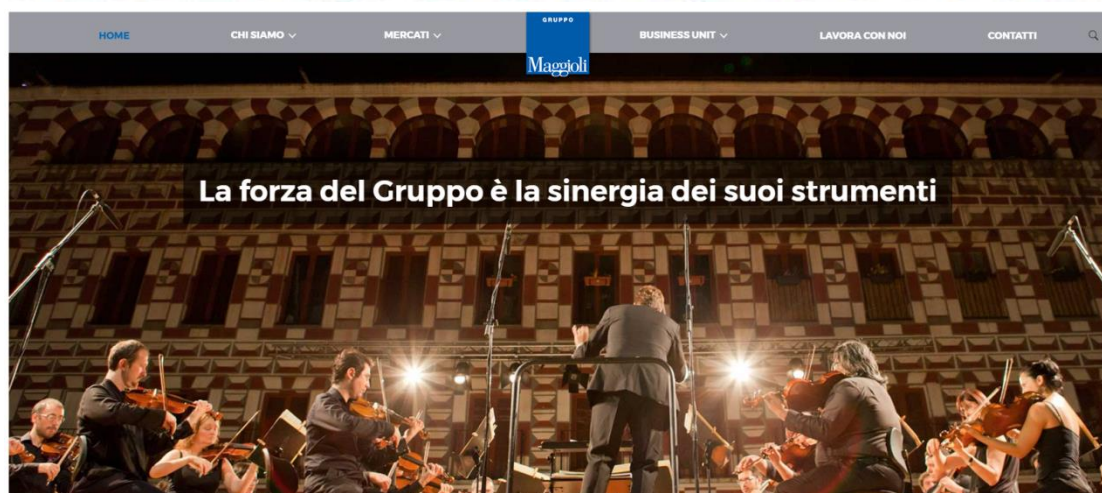 HOME
CHI SIAMO
MERCATI
GRUPPO
Maggioli
BUSINESS UNIT
LAVORA CON NOI
CONTATTI
La forza del Gruppo è la sinergia dei suoi strumenti